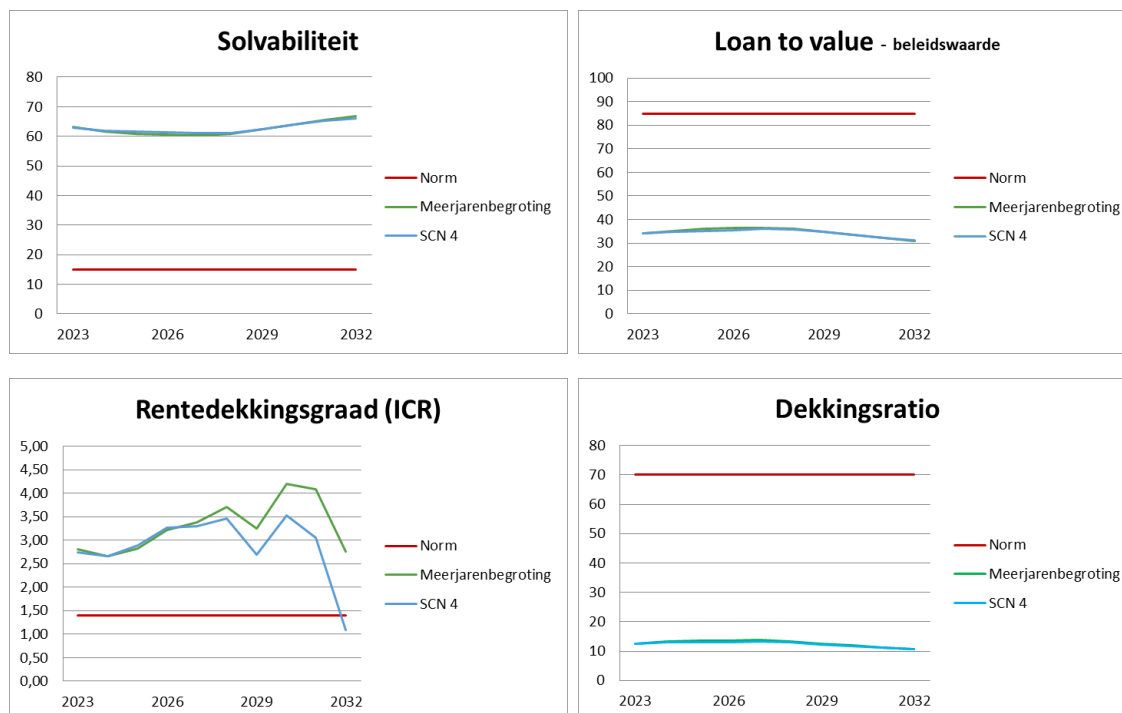 Solvabiliteit
80
70
60
50
40
30
20
10
0
2023 2026 2029 2032
Norm
Meerjarenbegroting
SCN 4
Loan to value - beleidswaarde
100
90
80
70
60
50
40
30
20
10
0
2023 2026 2029 2032
Norm
Meerjarenbegroting
SCN 4
Rentedekkingsgraad (ICR)
5,00
4,50
4,00
3,50
3,00
2,50
2,00
1,50
1,00
0,50
0,00
2023 2026 2029 2032
Norm
Meerjarenbegroting
SCN 4
Dekkingsratio
80
70
60
50
40
30
20
10
0
2023 2026 2029 2032
Norm
Meerjarenbegroting
SCN 4